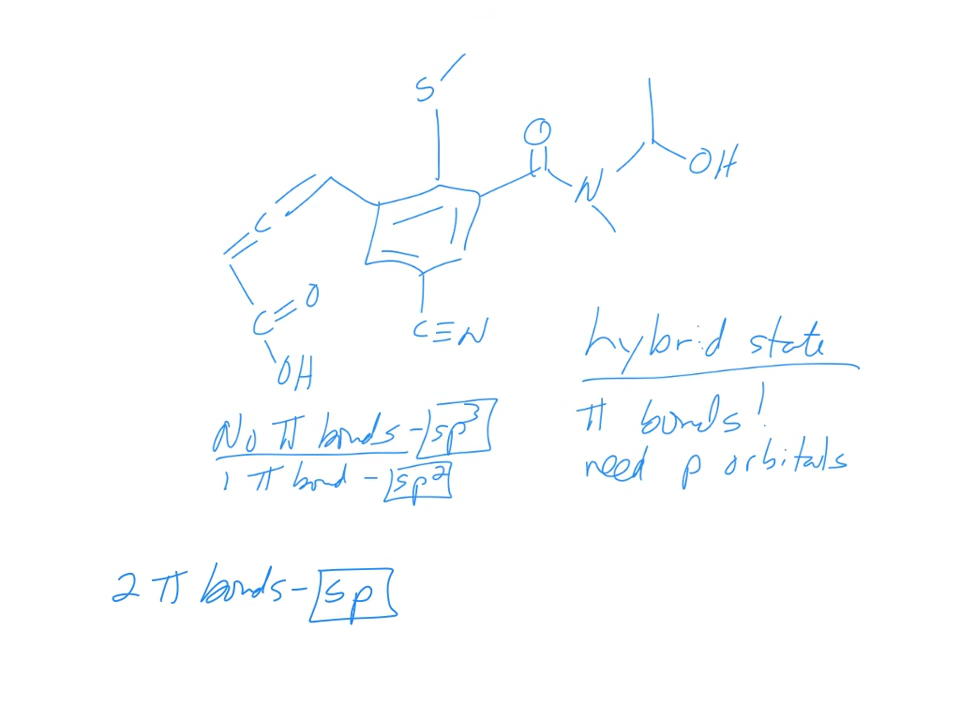 S
O
N
OH
C
C=O
OH
C≡N
hybrid state
π bonds!
need p orbitals
No π bonds - sp³
1 π bond - sp²
2 π bonds - sp